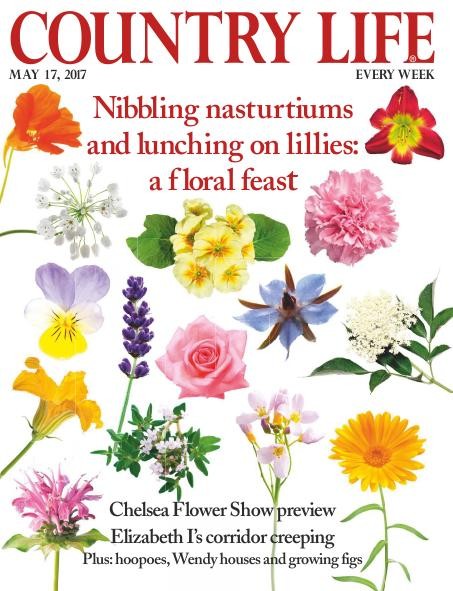 COUNTRY LIFE®
MAY 17, 2017 EVERY WEEK
Nibbling nasturtiums
and lunching on lillies:
a floral feast
Chelsea Flower Show preview
Elizabeth I's corridor creeping
Plus: hoopoes, Wendy houses and growing figs